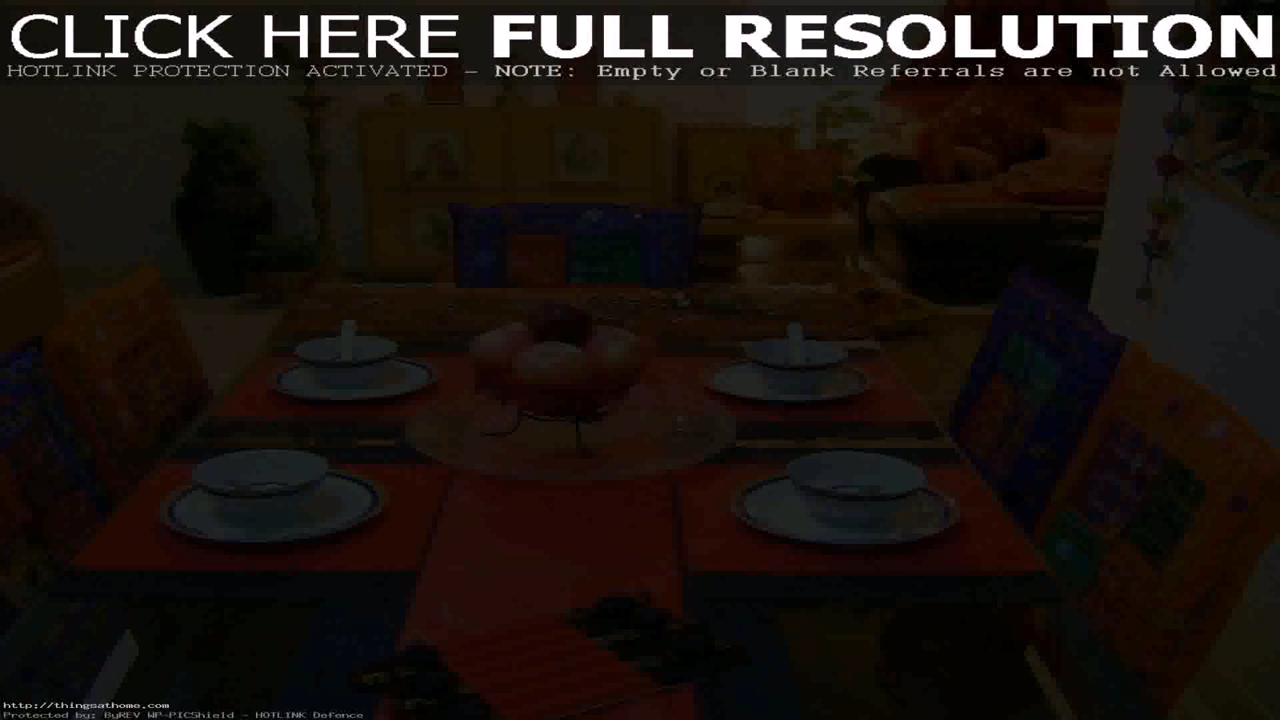 CLICK HERE FULL RESOLUTION
HOTLINK PROTECTION ACTIVATED – NOTE: Empty or Blank Referrals are not Allowed
http://thingsathome.com
Protected by: ByREV WP-PICShield - HOTLINK Defence